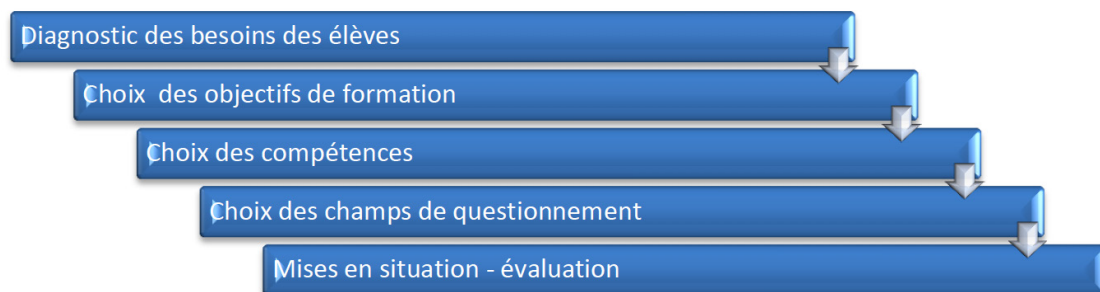 Diagnostic des besoins des élèves
Choix des objectifs de formation
Choix des compétences
Choix des champs de questionnement
Mises en situation - évaluation